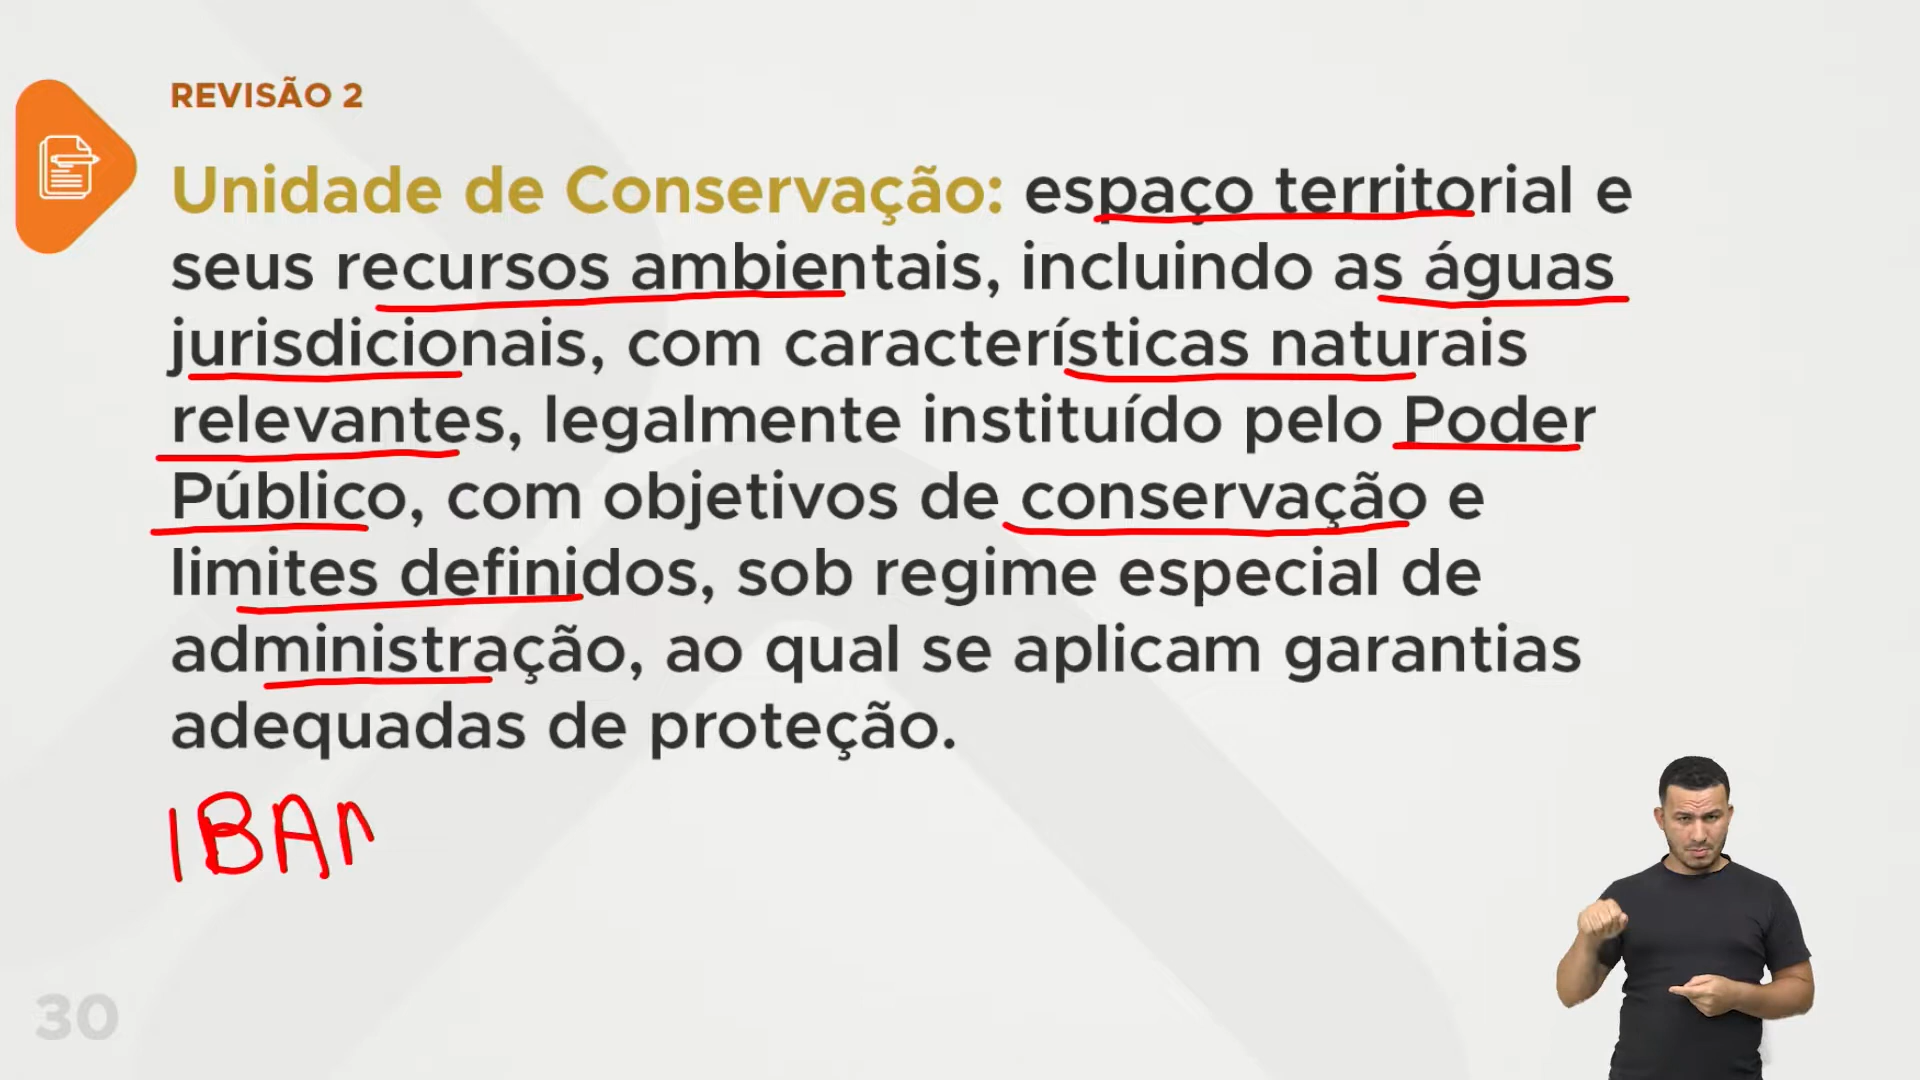 REVISÃO 2
Unidade de Conservação: espaço territorial e
seus recursos ambientais, incluindo as águas
jurisdicionais, com características naturais
relevantes, legalmente instituído pelo Poder
Público, com objetivos de conservação e
limites definidos, sob regime especial de
administração, ao qual se aplicam garantias
adequadas de proteção.
IBAM
30